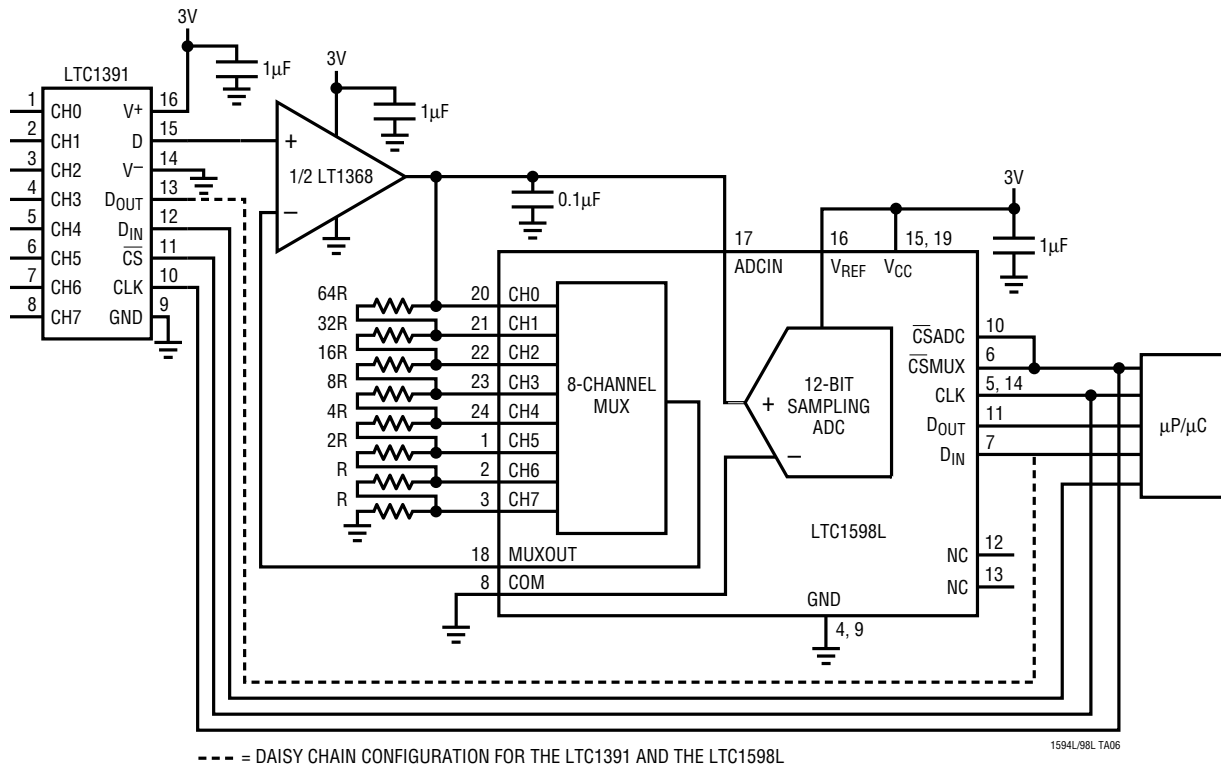 3V
1µF
LTC1391
1 CH0
2 CH1
3 CH2
4 CH3
5 CH4
6 CH5
7 CH6
8 CH7
V+ 16
D 15
V– 14
DOUT 13
DIN 12
CS 11
CLK 10
GND 9
3V
1µF
+
1/2 LT1368
–
0.1µF
3V
1µF
17
ADCIN
16
VREF
15, 19
VCC
64R
32R
16R
8R
4R
2R
R
R
20 CH0
21 CH1
22 CH2
23 CH3
24 CH4
1 CH5
2 CH6
3 CH7
18 MUXOUT
8 COM
8-CHANNEL
MUX
+
12-BIT
SAMPLING
ADC
–
CSADC 10
CSMUX 6
CLK 5, 14
DOUT 11
DIN 7
NC 12
NC 13
LTC1598L
GND
4, 9
µP/µC
1594L/98L TA06
= DAISY CHAIN CONFIGURATION FOR THE LTC1391 AND THE LTC1598L